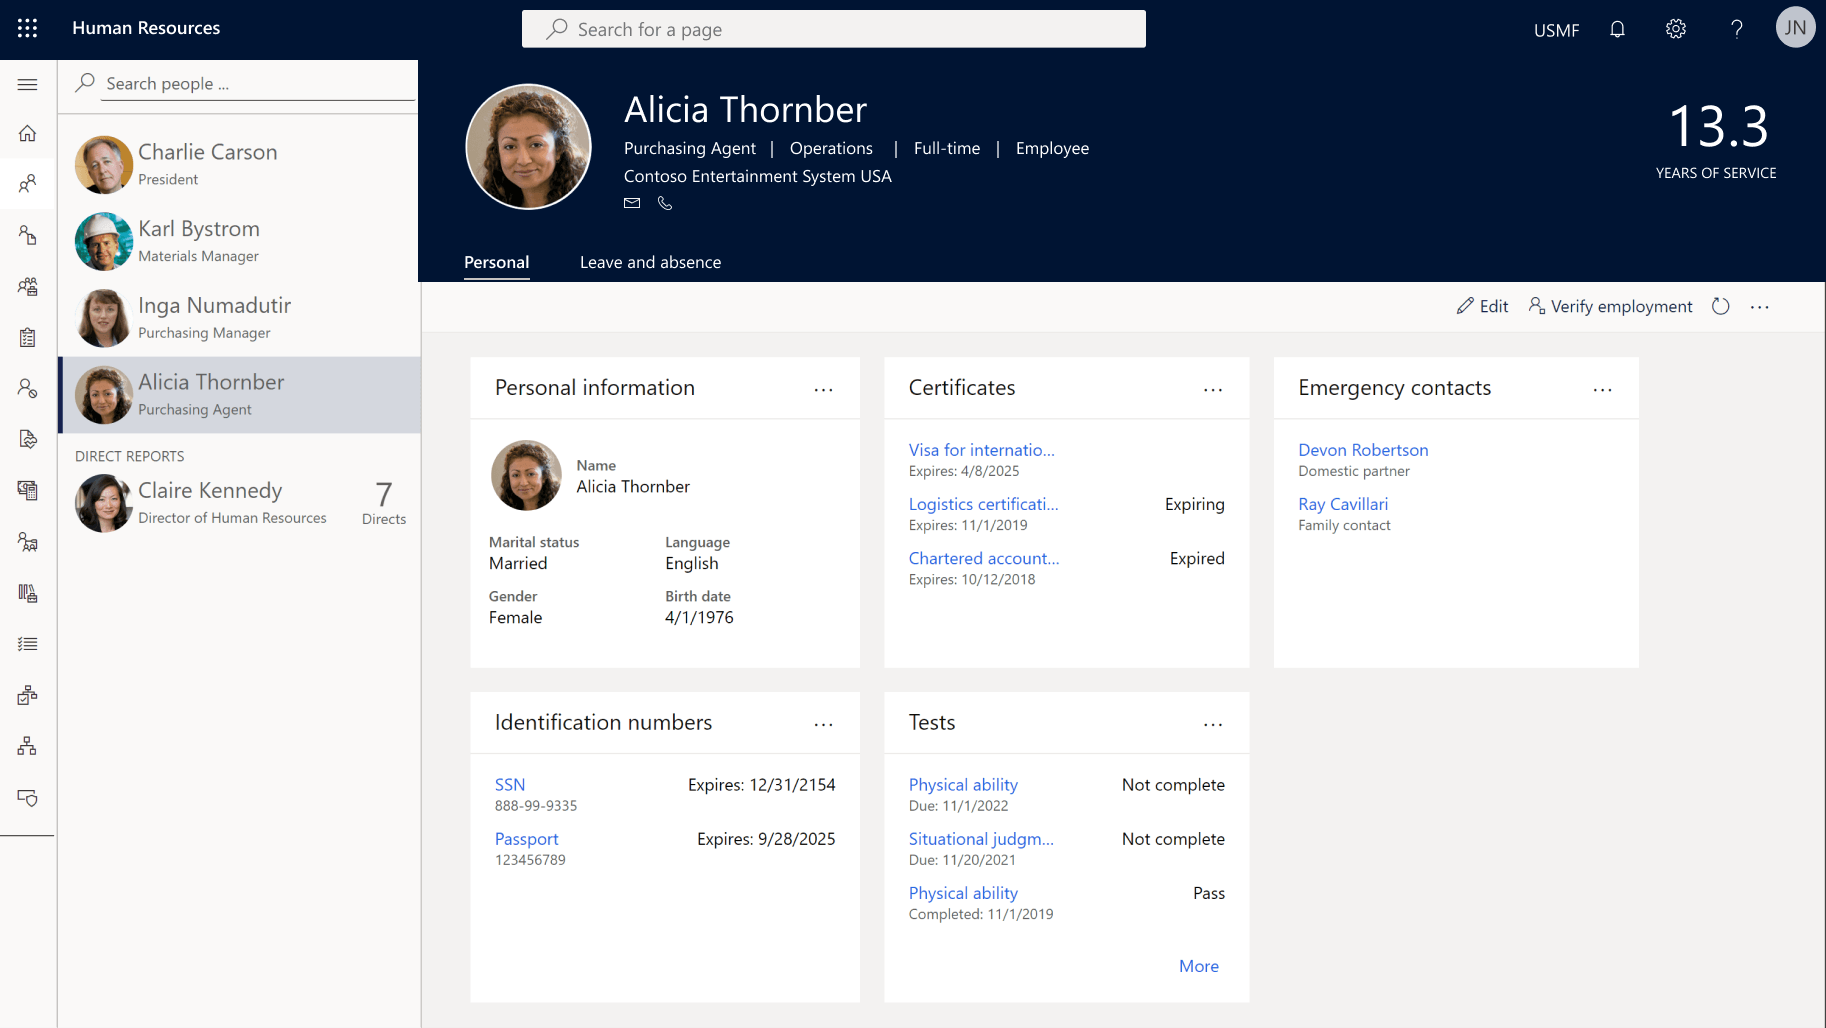 Human Resources
Search for a page
USMF
?
JN
Search people ...
Charlie Carson
President
Karl Bystrom
Materials Manager
Inga Numadutir
Purchasing Manager
Alicia Thornber
Purchasing Agent
DIRECT REPORTS
Claire Kennedy
Director of Human Resources
7
Directs
Alicia Thornber
Purchasing Agent | Operations | Full-time | Employee
Contoso Entertainment System USA
13.3
YEARS OF SERVICE
Personal
Leave and absence
Edit
Verify employment
...
Personal information
...
Name
Alicia Thornber
Marital status
Married
Language
English
Gender
Female
Birth date
4/1/1976
Certificates
...
Visa for internatio...
Expires: 4/8/2025
Logistics certificati...
Expiring
Expires: 11/1/2019
Chartered account...
Expired
Expires: 10/12/2018
Emergency contacts
...
Devon Robertson
Domestic partner
Ray Cavillari
Family contact
Identification numbers
...
SSN
Expires: 12/31/2154
888-99-9335
Passport
Expires: 9/28/2025
123456789
Tests
...
Physical ability
Not complete
Due: 11/1/2022
Situational judgm...
Not complete
Due: 11/20/2021
Physical ability
Pass
Completed: 11/1/2019
More